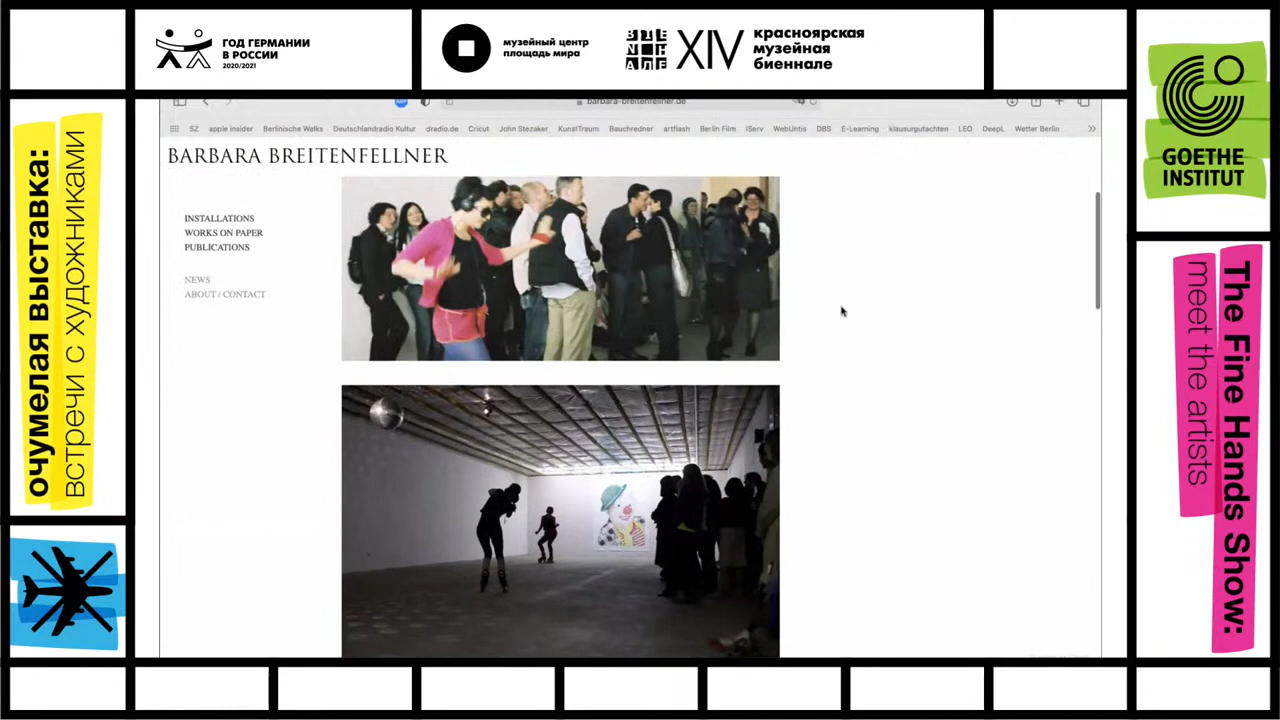 ГОД ГЕРМАНИИ
В РОССИИ
2020/2021
музейный центр
площадь мира
XIV
красноярская
музейная
биеннале
очумелая выставка:
встречи с художниками
GOETHE
INSTITUT
The Fine Hands Show:
meet the artists
barbara-breitenfellner.de
SZ apple insider Berlinische Walks Deutschlandradio Kultur dradio.de Cricut John Stezaker KunstTraum Bauchredner artflash Berlin Film IServ WebUntis DBS E-Learning klausurgutachten LEO DeepL Wetter Berlin
BARBARA BREITENFELLNER
INSTALLATIONS
WORKS ON PAPER
PUBLICATIONS
NEWS
ABOUT / CONTACT